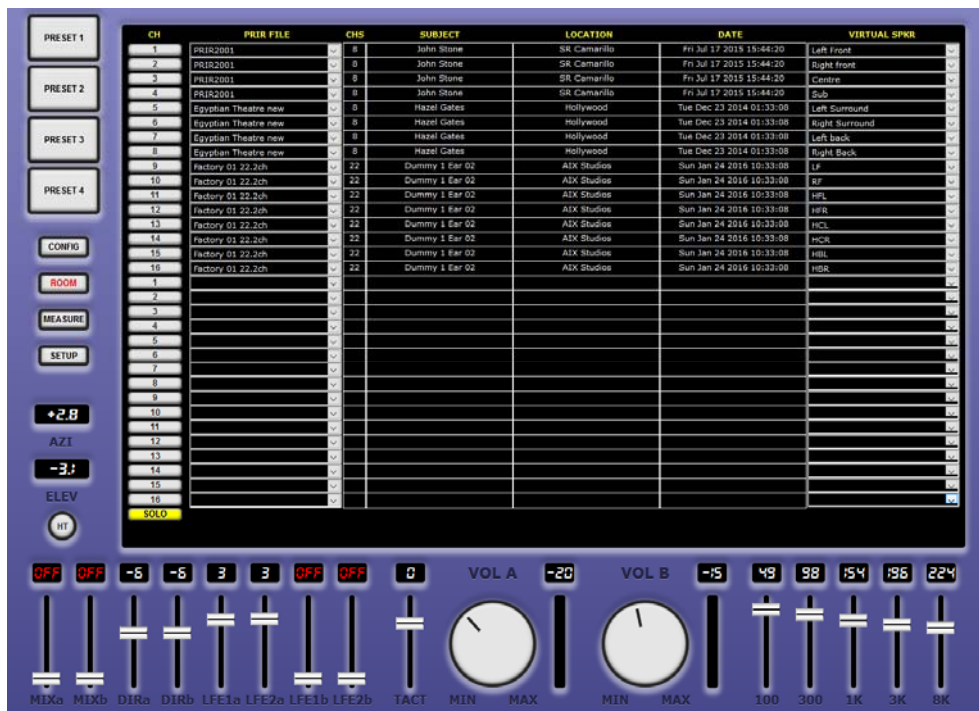 PRESET 1
PRESET 2
PRESET 3
PRESET 4
CONFIG
ROOM
MEASURE
SETUP
+2.8
AZI
-3.1
ELEV
HT
CH PRIR FILE CHS SUBJECT LOCATION DATE VIRTUAL SPKR
1 PRIR2001 8 John Stone SR Camarillo Fri Jul 17 2015 15:44:20 Left Front
2 PRIR2001 8 John Stone SR Camarillo Fri Jul 17 2015 15:44:20 Right front
3 PRIR2001 8 John Stone SR Camarillo Fri Jul 17 2015 15:44:20 Centre
4 PRIR2001 8 John Stone SR Camarillo Fri Jul 17 2015 15:44:20 Sub
5 Egyptian Theatre new 8 Hazel Gates Hollywood Tue Dec 23 2014 01:33:08 Left Surround
6 Egyptian Theatre new 8 Hazel Gates Hollywood Tue Dec 23 2014 01:33:08 Right Surround
7 Egyptian Theatre new 8 Hazel Gates Hollywood Tue Dec 23 2014 01:33:08 Left back
8 Egyptian Theatre new 8 Hazel Gates Hollywood Tue Dec 23 2014 01:33:08 Right Back
9 Factory 01 22.2ch 22 Dummy 1 Ear 02 AIX Studios Sun Jan 24 2016 10:33:08 LF
10 Factory 01 22.2ch 22 Dummy 1 Ear 02 AIX Studios Sun Jan 24 2016 10:33:08 RF
11 Factory 01 22.2ch 22 Dummy 1 Ear 02 AIX Studios Sun Jan 24 2016 10:33:08 HFL
12 Factory 01 22.2ch 22 Dummy 1 Ear 02 AIX Studios Sun Jan 24 2016 10:33:08 HFR
13 Factory 01 22.2ch 22 Dummy 1 Ear 02 AIX Studios Sun Jan 24 2016 10:33:08 HCL
14 Factory 01 22.2ch 22 Dummy 1 Ear 02 AIX Studios Sun Jan 24 2016 10:33:08 HCR
15 Factory 01 22.2ch 22 Dummy 1 Ear 02 AIX Studios Sun Jan 24 2016 10:33:08 HBL
16 Factory 01 22.2ch 22 Dummy 1 Ear 02 AIX Studios Sun Jan 24 2016 10:33:08 HBR
1
2
3
4
5
6
7
8
9
10
11
12
13
14
15
16
SOLO
OFF OFF -6 -6 3 3 OFF OFF 0 VOL A -20 VOL B -15 49 98 154 196 224
MIXa MIXb DIRa DIRb LFE1a LFE2a LFE1b LFE2b TACT MIN MAX MIN MAX 100 300 1K 3K 8K